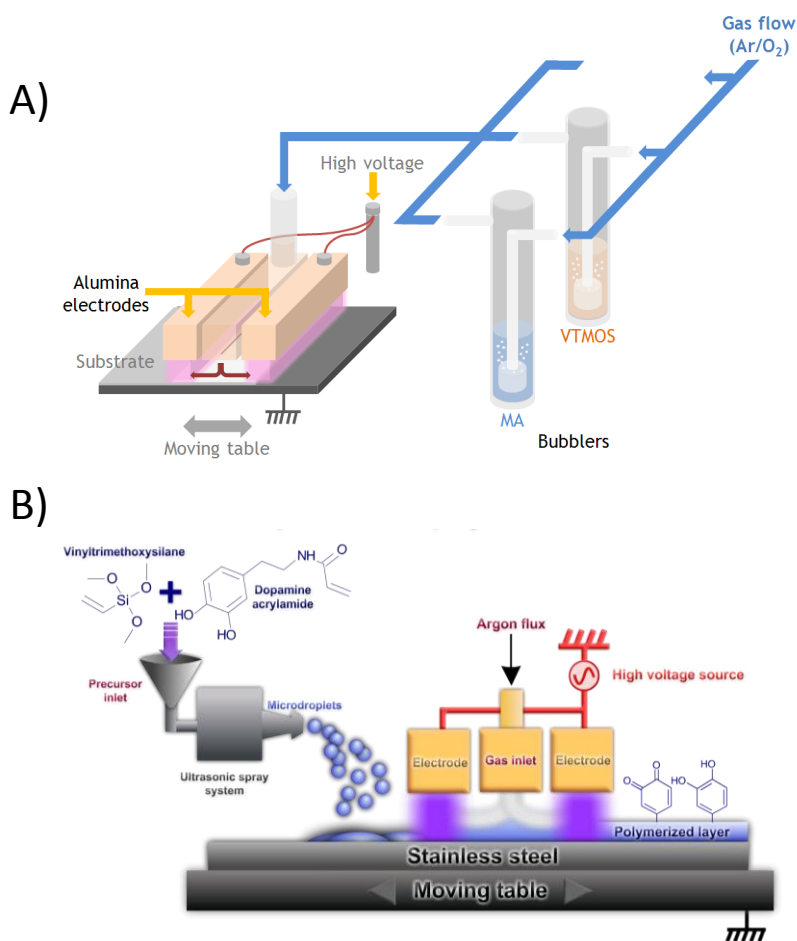 A)
Gas flow
(Ar/O2)
High voltage
Alumina
electrodes
Substrate
VTMOS
MA
Moving table
Bubblers
B)
Vinyltrimethoxysilane
O
O
Si
O
+
NH
O
HO
HO
Dopamine
acrylamide
Argon flux
Precursor
inlet
High voltage source
Microdroplets
Electrode
Gas inlet
Electrode
Ultrasonic spray
system
O
O
HO
HO
Polymerized layer
Stainless steel
Moving table